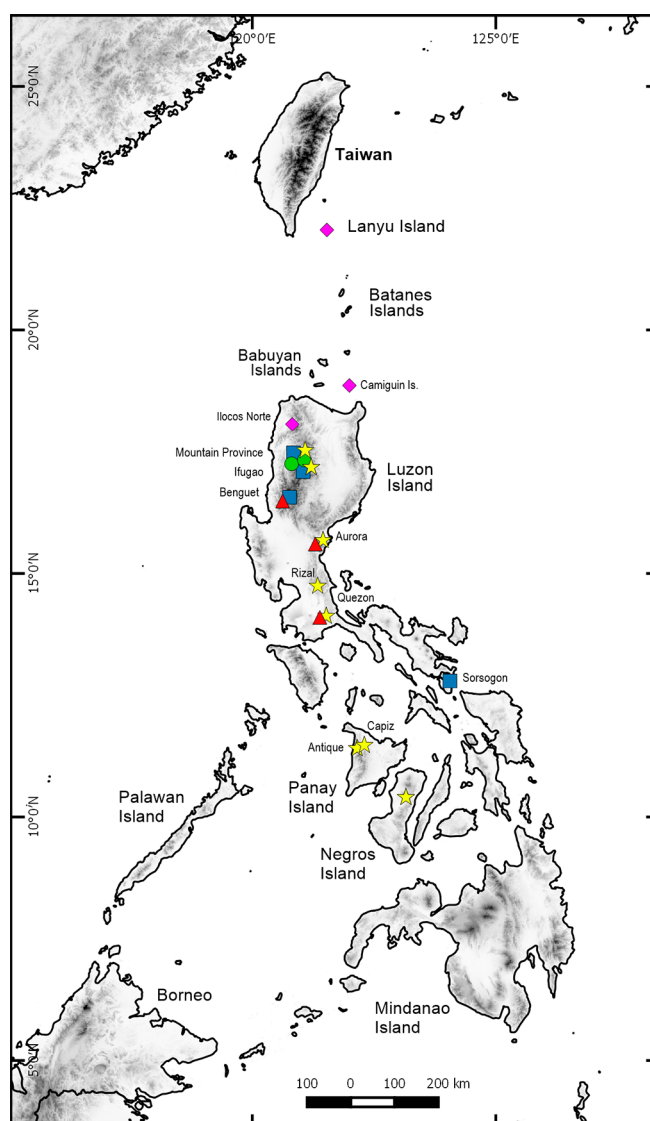 20°0'E
125°0'E
25°0'N
Taiwan
Lanyu Island
Batanes
Islands
20°0'N
Babuyan
Islands
Camiguin Is.
Ilocos Norte
Mountain Province
Ifugao
Luzon
Island
Benguet
Aurora
15°0'N
Rizal
Quezon
Sorsogon
Capiz
Antique
Panay
Island
Palawan
Island
10°0'N
Negros
Island
Borneo
Mindanao
Island
5°0'N
100 0 100 200 km